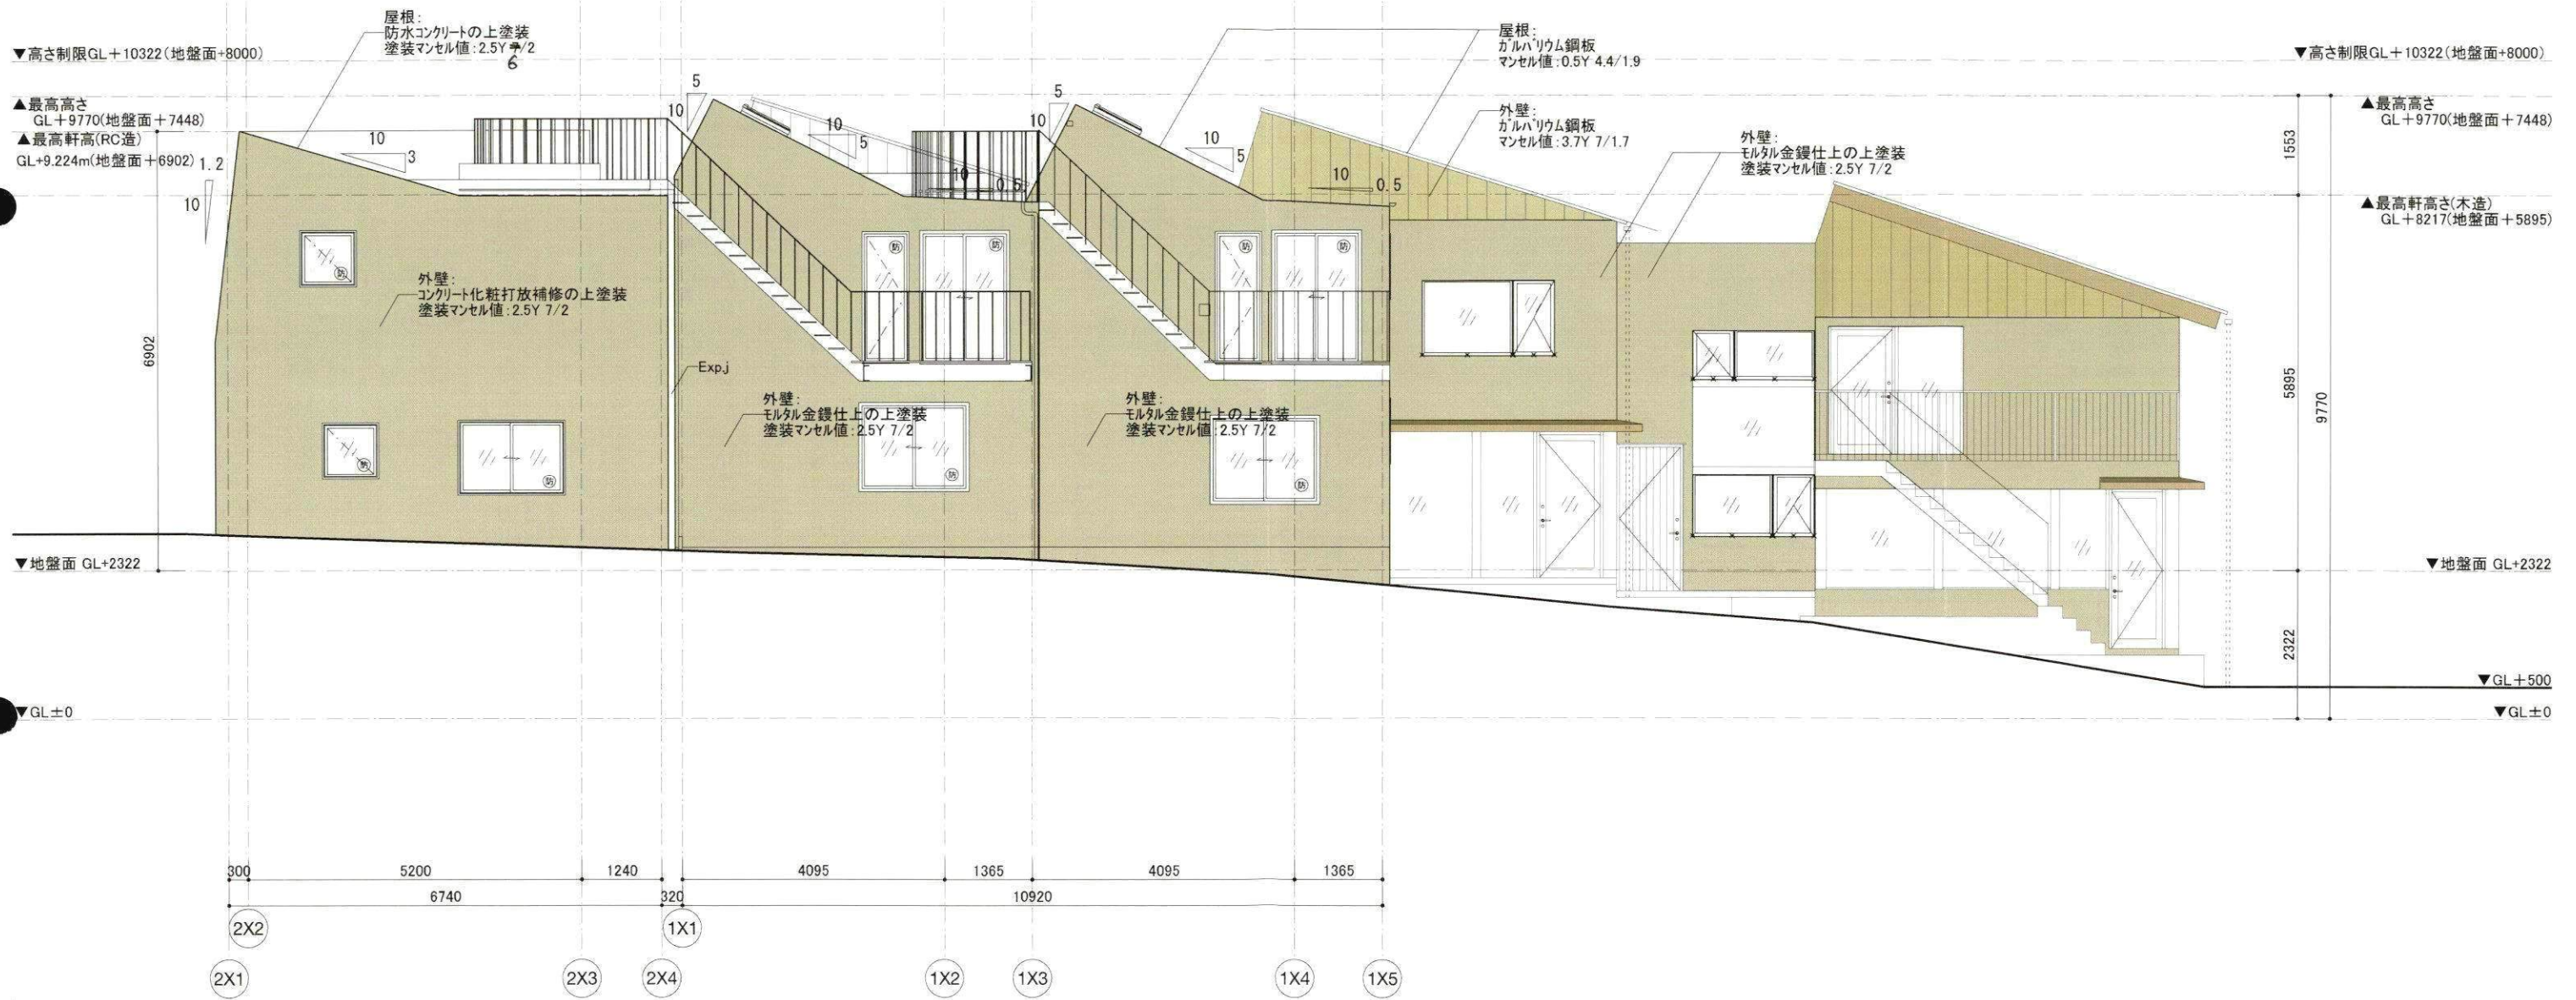 屋根:
防水コンクリートの上塗装
塗装マンセル値:2.5Y 7/2
6
▼高さ制限GL+10322(地盤面+8000)
▲最高高さ
GL+9770(地盤面+7448)
▲最高軒高(RC造)
GL+9.224m(地盤面+6902)
1.2
10
10
3
5
10
10
5
10
0.5
5
10
10
5
10
0.5
屋根:
ガルバリウム鋼板
マンセル値:0.5Y 4.4/1.9
外壁:
ガルバリウム鋼板
マンセル値:3.7Y 7/1.7
外壁:
モルタル金鏝仕上の上塗装
塗装マンセル値:2.5Y 7/2
▼高さ制限GL+10322(地盤面+8000)
▲最高高さ
GL+9770(地盤面+7448)
▲最高軒高さ(木造)
GL+8217(地盤面+5895)
1553
5895
9770
2322
外壁:
コンクリート化粧打放補修の上塗装
塗装マンセル値:2.5Y 7/2
防
防
防
6902
Exp.j
外壁:
モルタル金鏝仕上の上塗装
塗装マンセル値:2.5Y 7/2
防
防
防
外壁:
モルタル金鏝仕上の上塗装
塗装マンセル値:2.5Y 7/2
防
防
防
▼地盤面 GL+2322
▼地盤面 GL+2322
▼GL+500
▼GL±0
▼GL±0
300
5200
1240
4095
1365
4095
1365
6740
320
10920
2X2
1X1
2X1
2X3
2X4
1X2
1X3
1X4
1X5